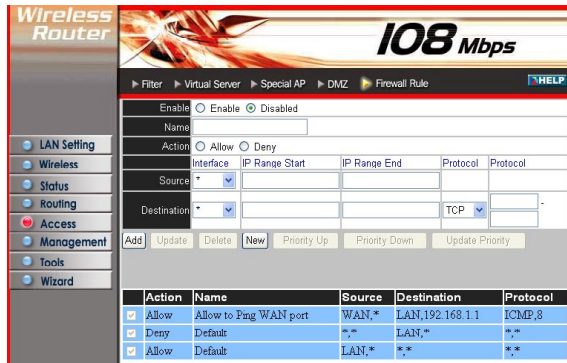 Wireless
Router
108 Mbps
Filter Virtual Server Special AP DMZ Firewall Rule HELP
Enable Enable Disabled
Name
Action Allow Deny
Interface IP Range Start IP Range End Protocol Protocol
Source *
Destination * TCP -
Add Update Delete New Priority Up Priority Down Update Priority
LAN Setting
Wireless
Status
Routing
Access
Management
Tools
Wizard
Action Name Source Destination Protocol
Allow Allow to Ping WAN port WAN,* LAN,192.168.1.1 ICMP,8
Deny Default *,* LAN,* *,*
Allow Default LAN,* *,* *,*